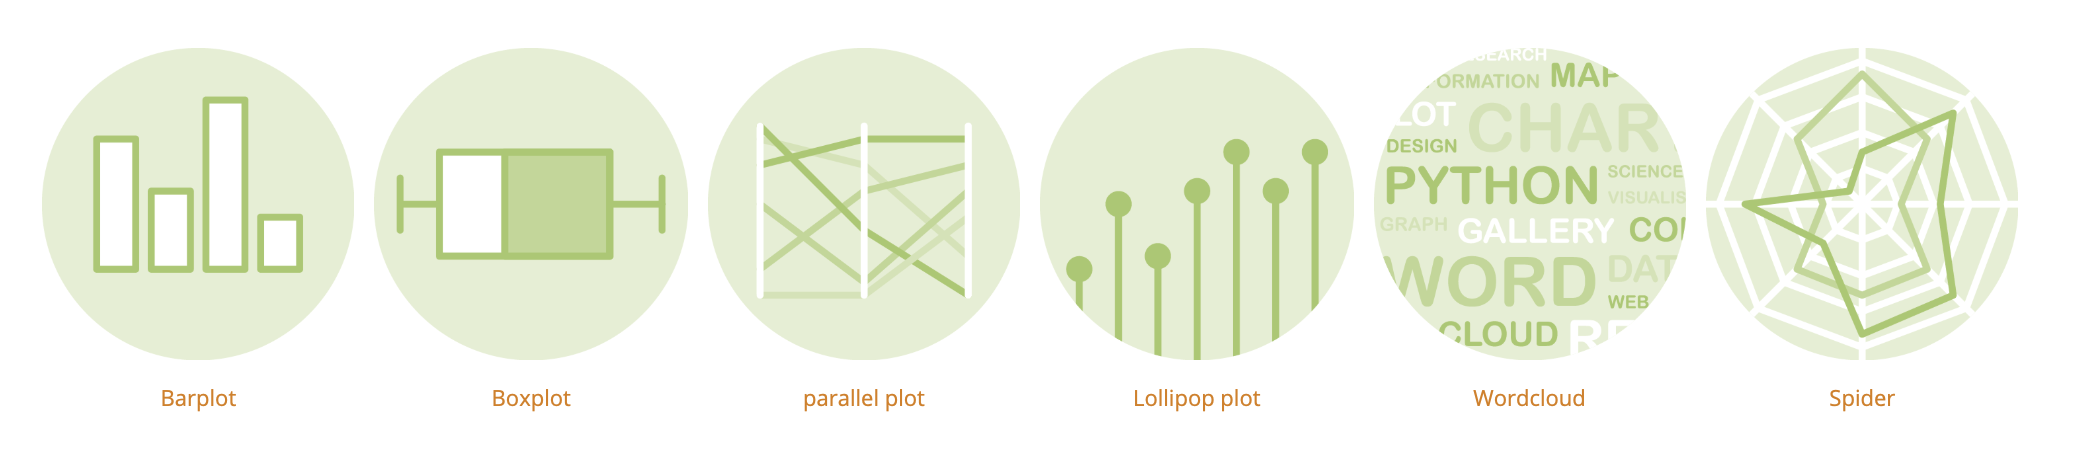 SEARCH
ORMATION MAP
LOT CHAR
DESIGN
PYTHON SCIENCE
VISUALIS
GRAPH GALLERY CO
WORD DAT
WEB
CLOUD RE
Barplot Boxplot parallel plot Lollipop plot Wordcloud Spider